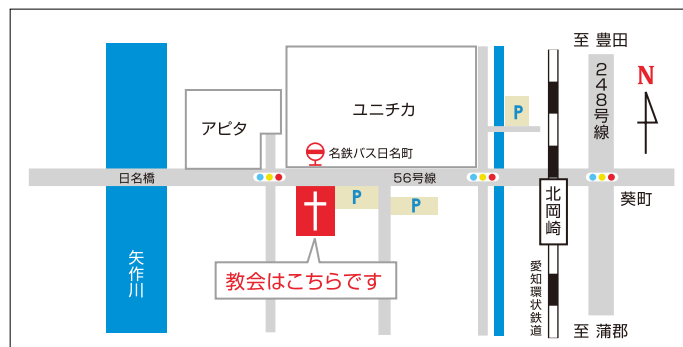 至 豊田
248号線
N
P
ユニチカ
アピタ
名鉄バス日名町
日名橋
56号線
北岡崎
葵町
P
P
矢作川
教会はこちらです
愛知環状鉄道
至 蒲郡